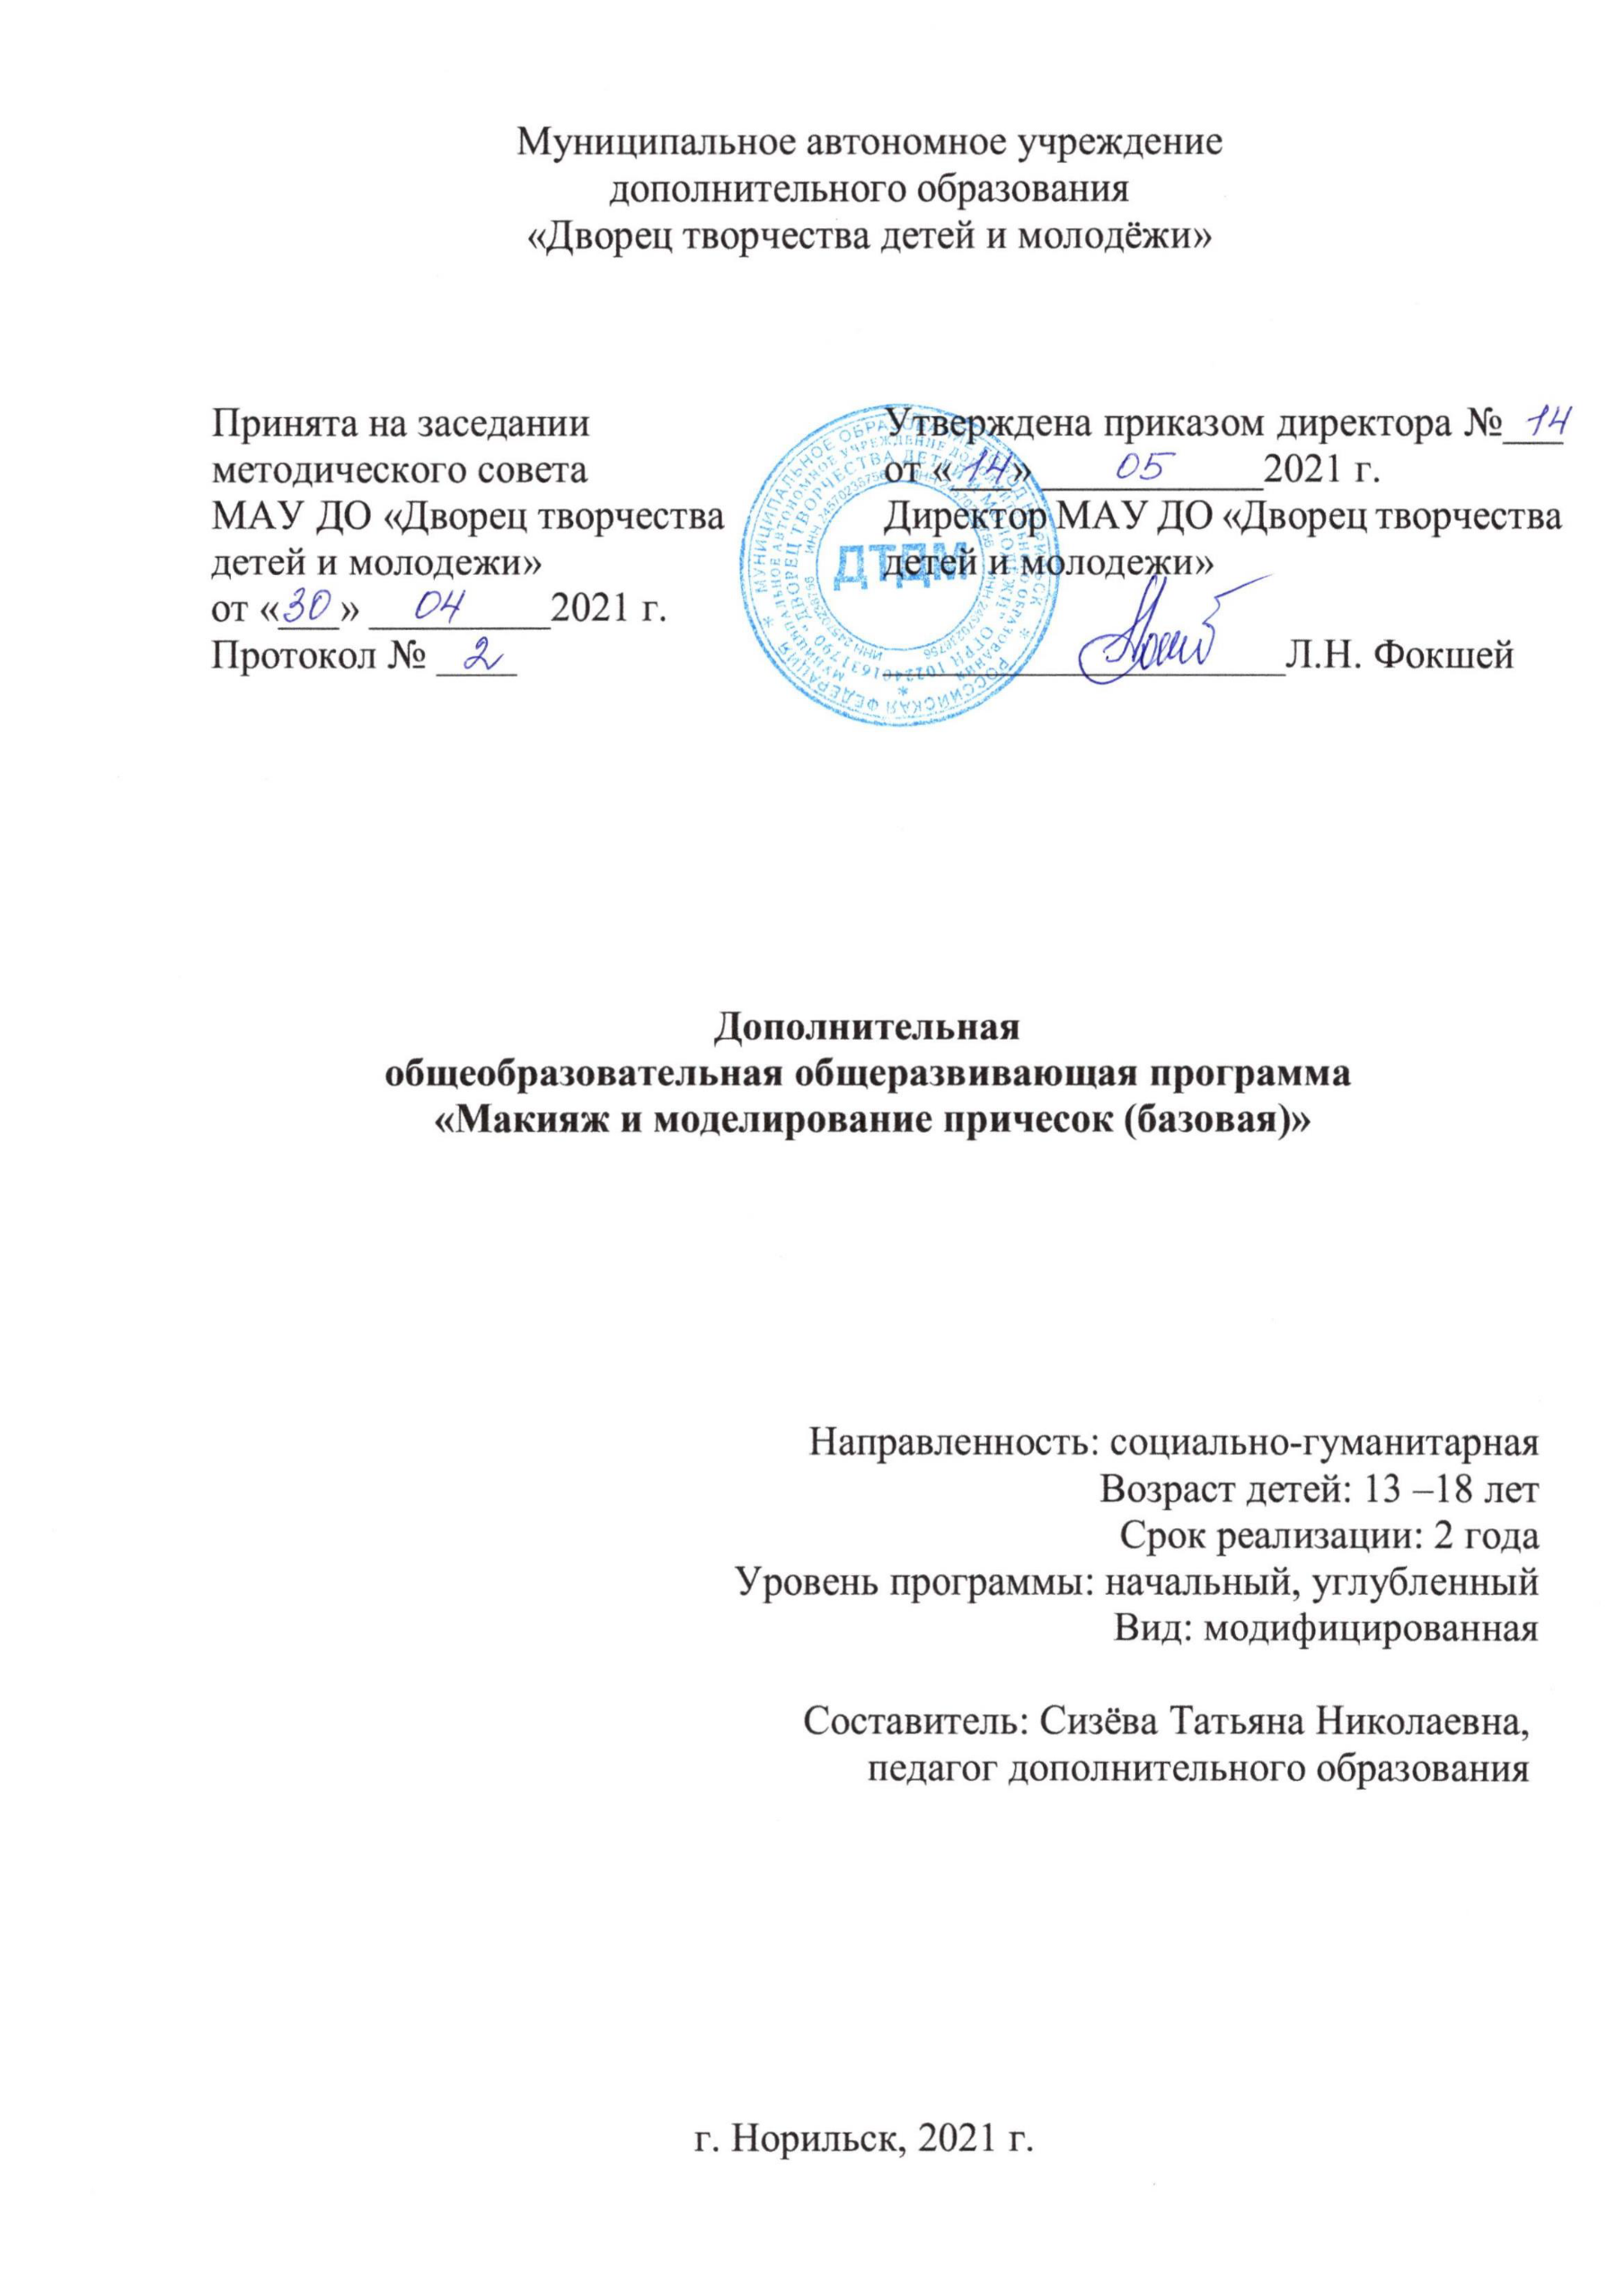 Муниципальное автономное учреждение
дополнительного образования
«Дворец творчества детей и молодёжи»
Принята на заседании
методического совета
МАУ ДО «Дворец творчества
детей и молодежи»
от «30» 04 2021 г.
Протокол № 2
Утверждена приказом директора № 14
от «14» 05 2021 г.
Директор МАУ ДО «Дворец творчества
детей и молодежи»
Л.Н. Фокшей
ДТДМ
Дополнительная
общеобразовательная общеразвивающая программа
«Макияж и моделирование причесок (базовая)»
Направленность: социально-гуманитарная
Возраст детей: 13 –18 лет
Срок реализации: 2 года
Уровень программы: начальный, углубленный
Вид: модифицированная
Составитель: Сизёва Татьяна Николаевна,
педагог дополнительного образования
г. Норильск, 2021 г.